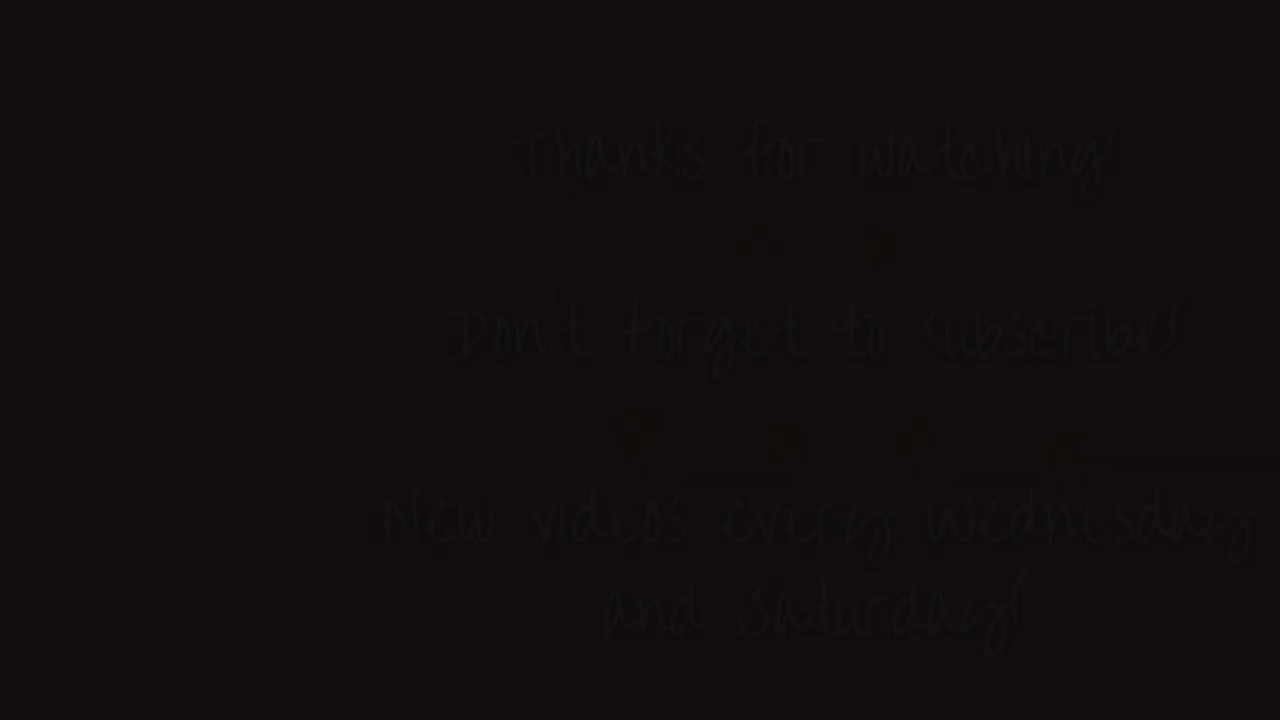 Thanks for watching!
Don't forget to subscribe!
New videos every wednesday
and saturday!